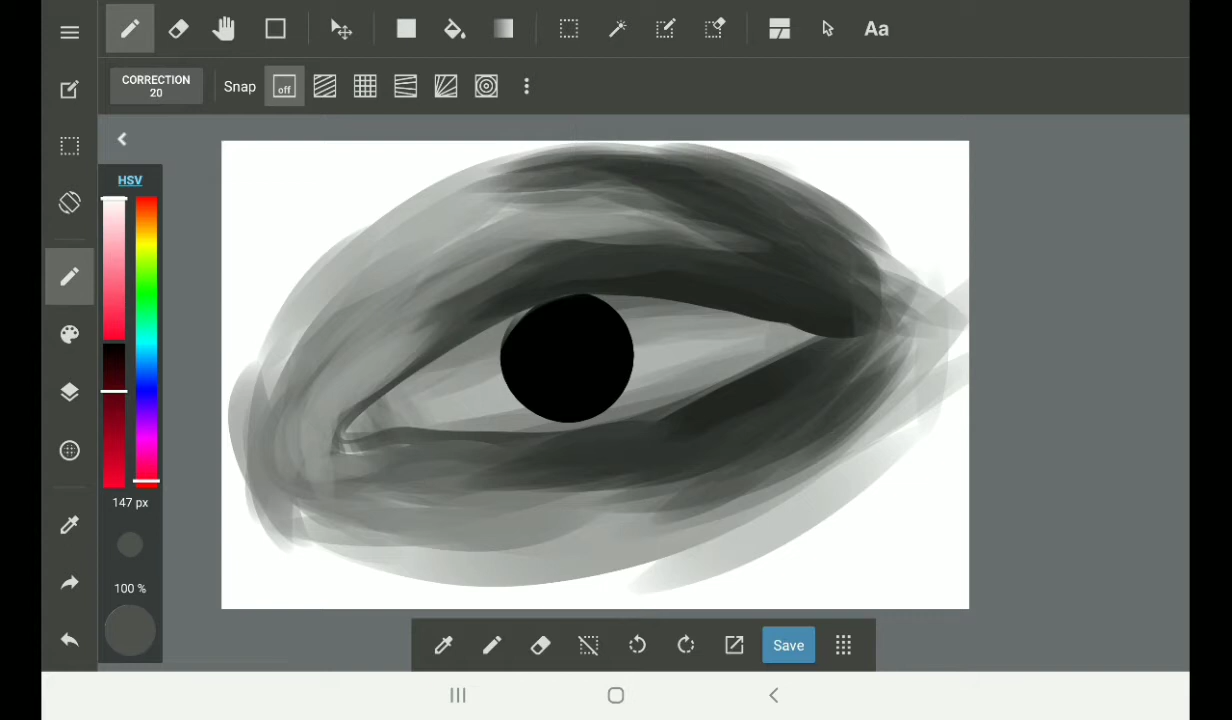 Aa
CORRECTION
20
Snap
off
HSV
147 px
100 %
Save